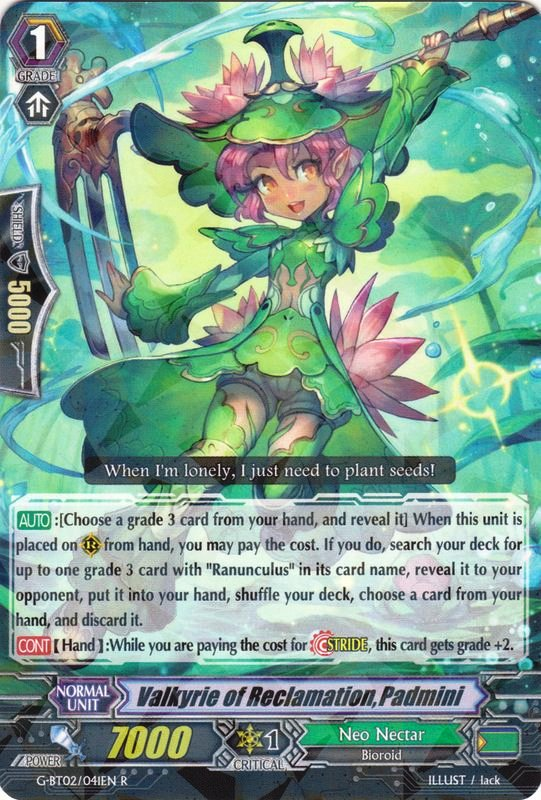 1
GRADE
SHIELD
5000
When I'm lonely, I just need to plant seeds!
AUTO :[Choose a grade 3 card from your hand, and reveal it] When this unit is
placed on R from hand, you may pay the cost. If you do, search your deck for
up to one grade 3 card with "Ranunculus" in its card name, reveal it to your
opponent, put it into your hand, shuffle your deck, choose a card from your
hand, and discard it.
CONT 【Hand】:While you are paying the cost for STRIDE, this card gets grade +2.
NORMAL
UNIT
Valkyrie of Reclamation, Padmini
POWER
7000
1
CRITICAL
Neo Nectar
Bioroid
G-BT02/041EN R
ILLUST / lack